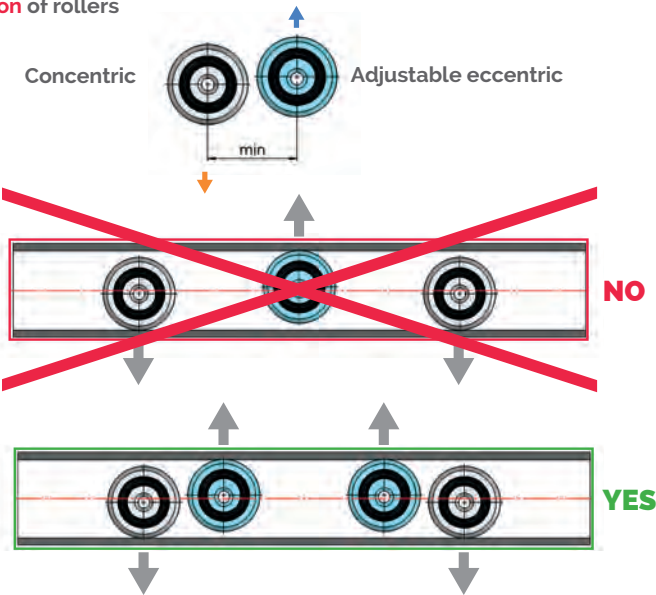 on of rollers
Concentric
Adjustable eccentric
min
NO
YES